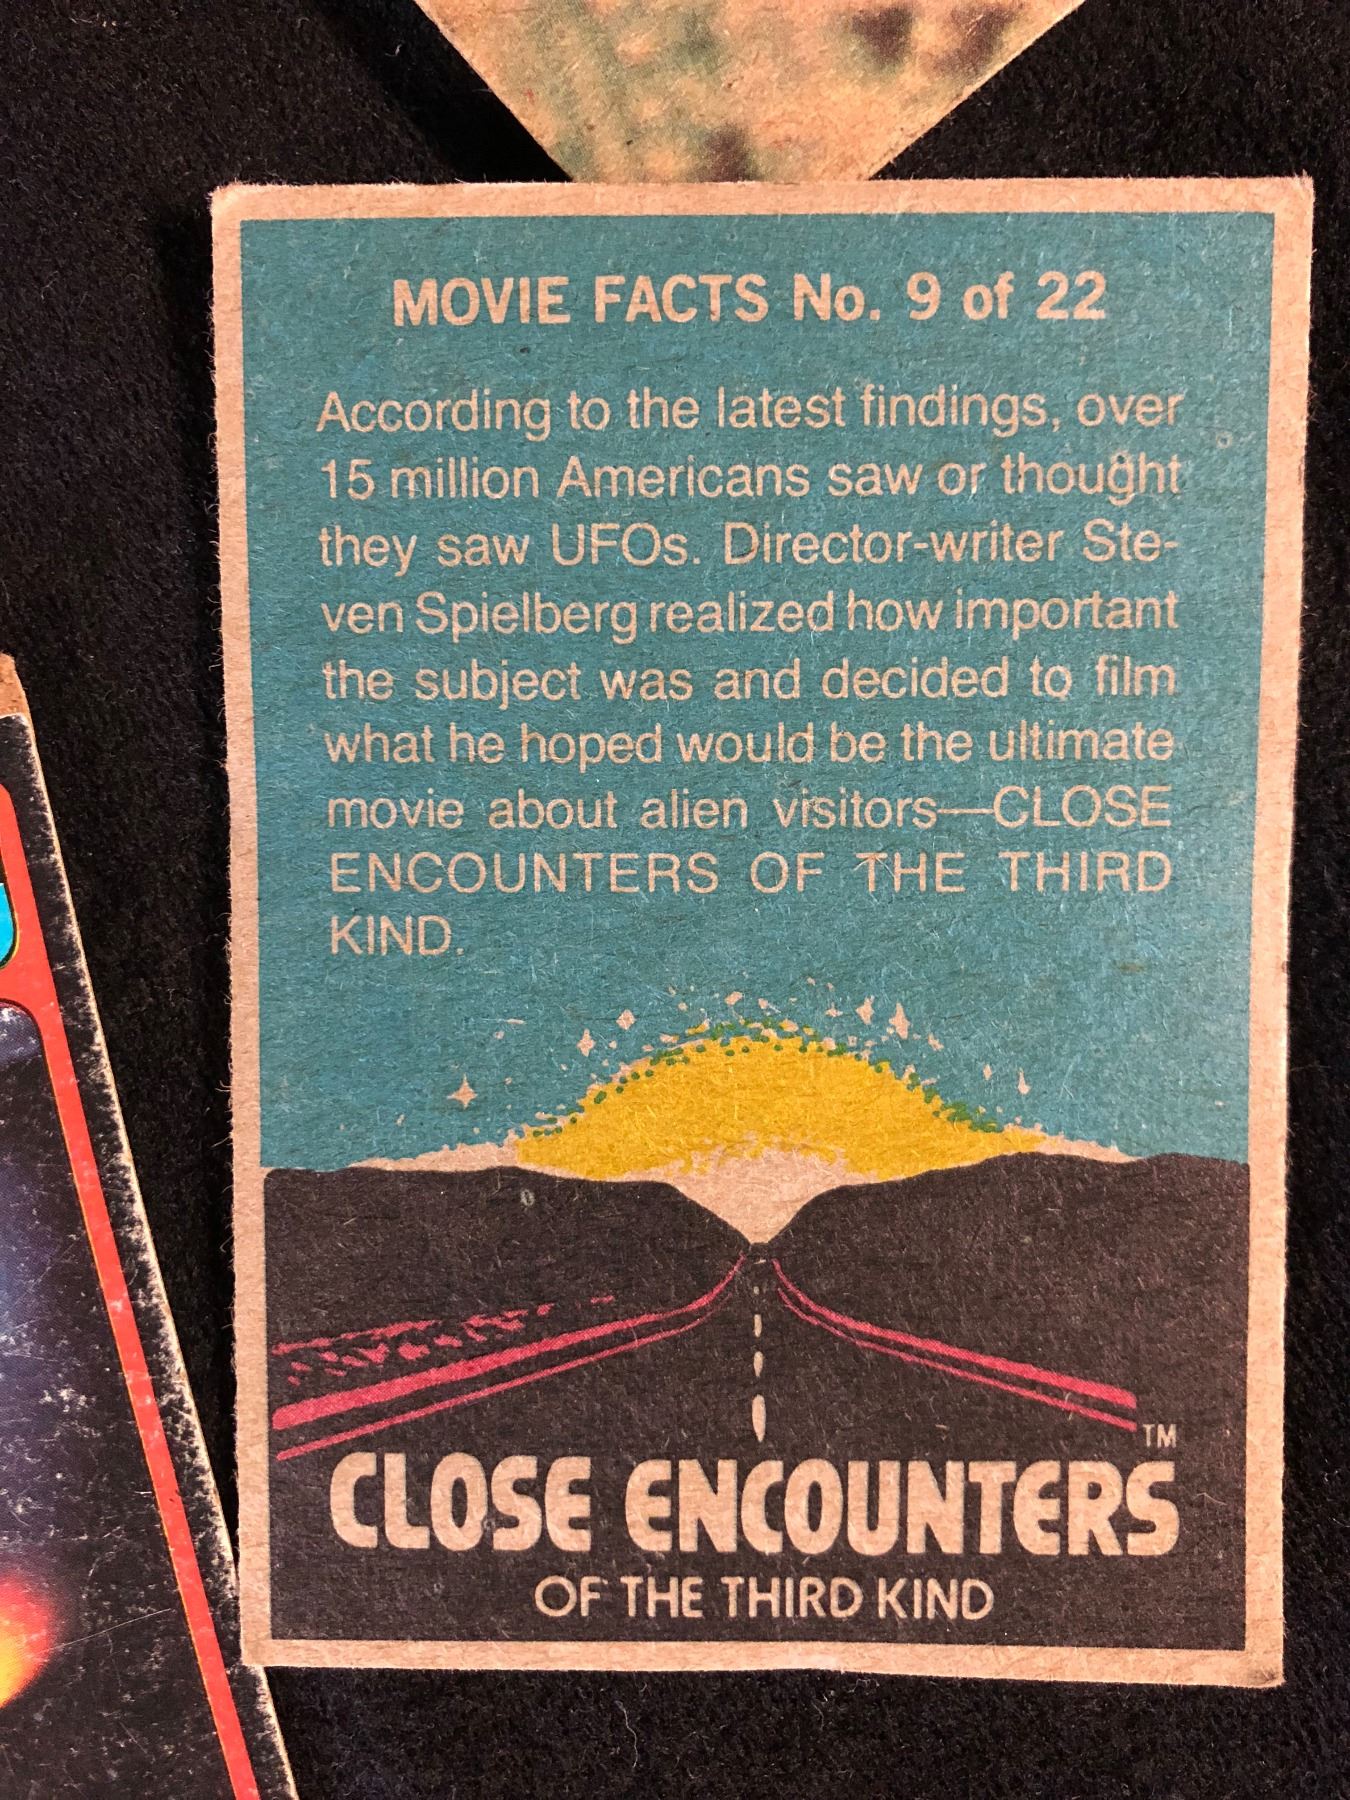 MOVIE FACTS No. 9 of 22
According to the latest findings, over
15 million Americans saw or thought
they saw UFOs. Director-writer Ste-
ven Spielberg realized how important
the subject was and decided to film
what he hoped would be the ultimate
movie about alien visitors—CLOSE
ENCOUNTERS OF THE THIRD
KIND.
TM
CLOSE ENCOUNTERS
OF THE THIRD KIND